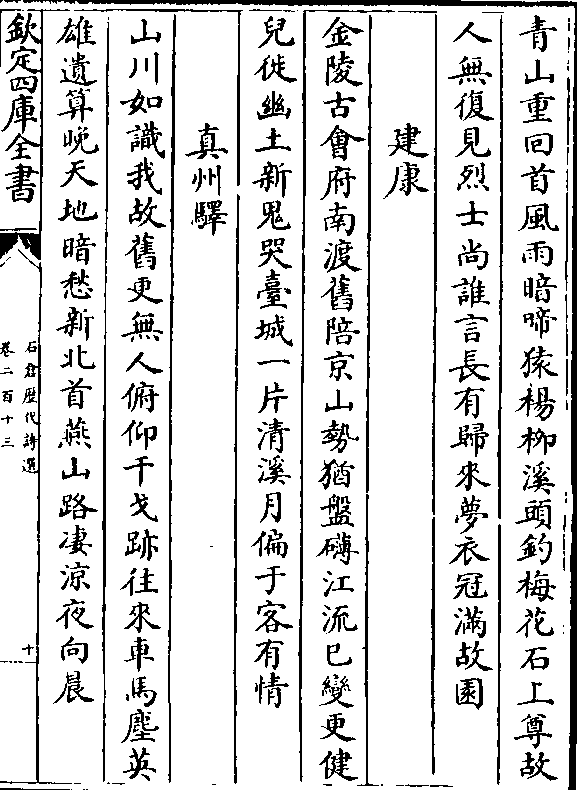 青山重回首風雨暗啼猿楊柳溪頭釣梅花石上尊故
人無復見烈士尚誰言長有歸來夢衣冠滿故園
建康
金陵古會府南渡舊陪京山勢猶盤礴江流已變更健
兒徙幽土新鬼哭臺城一片清溪月偏于客有情
真州驛
山川如識我故舊更無人俯仰干戈跡往來車馬塵英
雄遺算晚天地暗愁新北首燕山路凄涼夜向晨
欽定四庫全書
石倉歷代詩選
卷二百十三
十